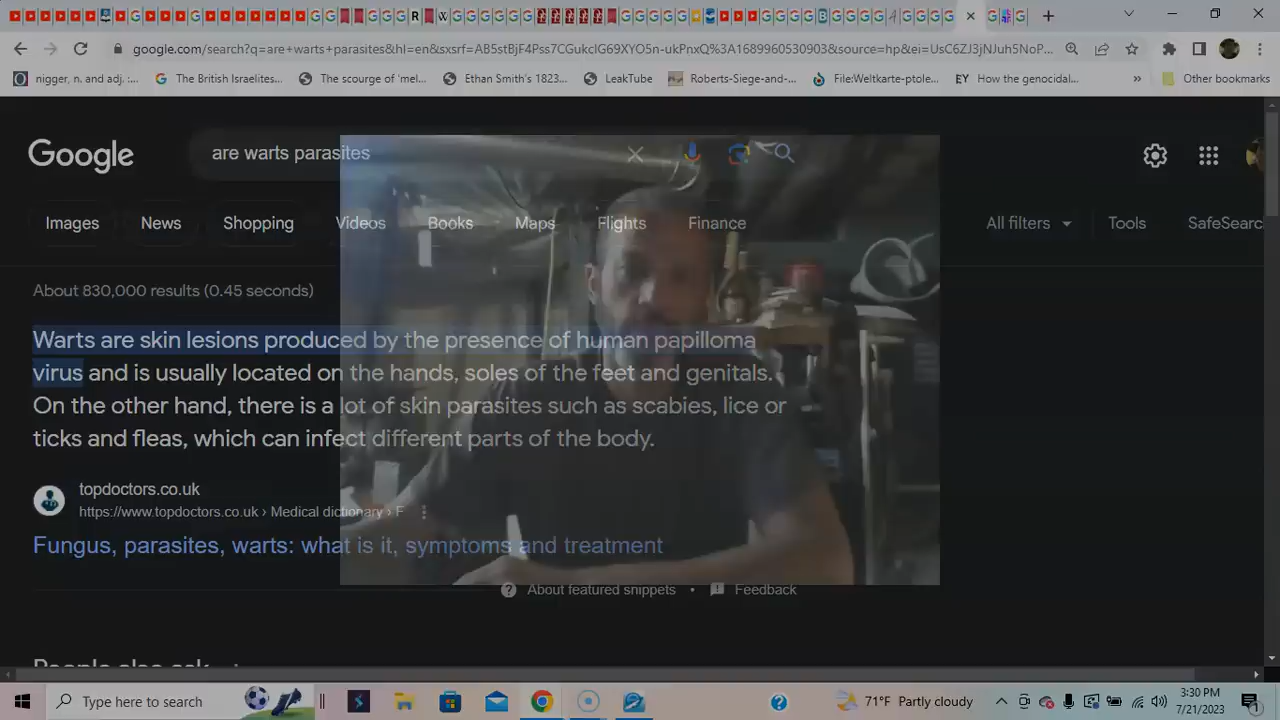 google.com/search?q=are+warts+parasites&hl=en&sxsrf=AB5stBjF4Pss7CGukclG69XYO5n-ukPnxQ%3A1689960530903&source=hp&ei=UsC6ZJ3jNJuh5NoP...
nigger, n. and adj. :... The British Israelites... The scourge of 'mel... Ethan Smith's 1823... LeakTube Roberts-Siege-and-... File:Weltkarte-ptole... EY How the genocidal... » Other bookmarks
Google are warts parasites
Images News Shopping Videos Books Maps Flights Finance All filters Tools SafeSearc
About 830,000 results (0.45 seconds)
Warts are skin lesions produced by the presence of human papilloma
virus and is usually located on the hands, soles of the feet and genitals.
On the other hand, there is a lot of skin parasites such as scabies, lice or
ticks and fleas, which can infect different parts of the body.
topdoctors.co.uk
https://www.topdoctors.co.uk › Medical dictionary › F
Fungus, parasites, warts: what is it, symptoms and treatment
About featured snippets • Feedback
People also ask
Type here to search 71°F Partly cloudy 3:30 PM
7/21/2023